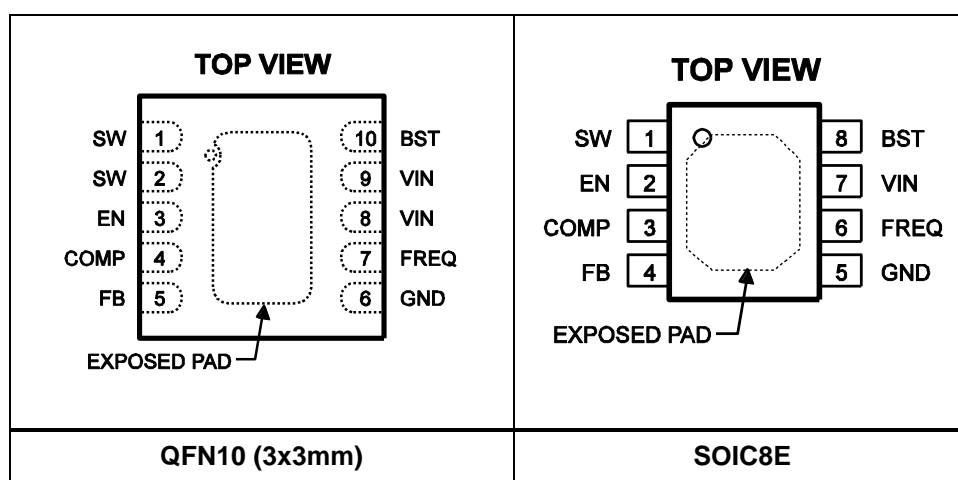 TOP VIEW
SW 1 10 BST
SW 2 9 VIN
EN 3 8 VIN
COMP 4 7 FREQ
FB 5 6 GND
EXPOSED PAD
QFN10 (3x3mm)
TOP VIEW
SW 1 8 BST
EN 2 7 VIN
COMP 3 6 FREQ
FB 4 5 GND
EXPOSED PAD
SOIC8E